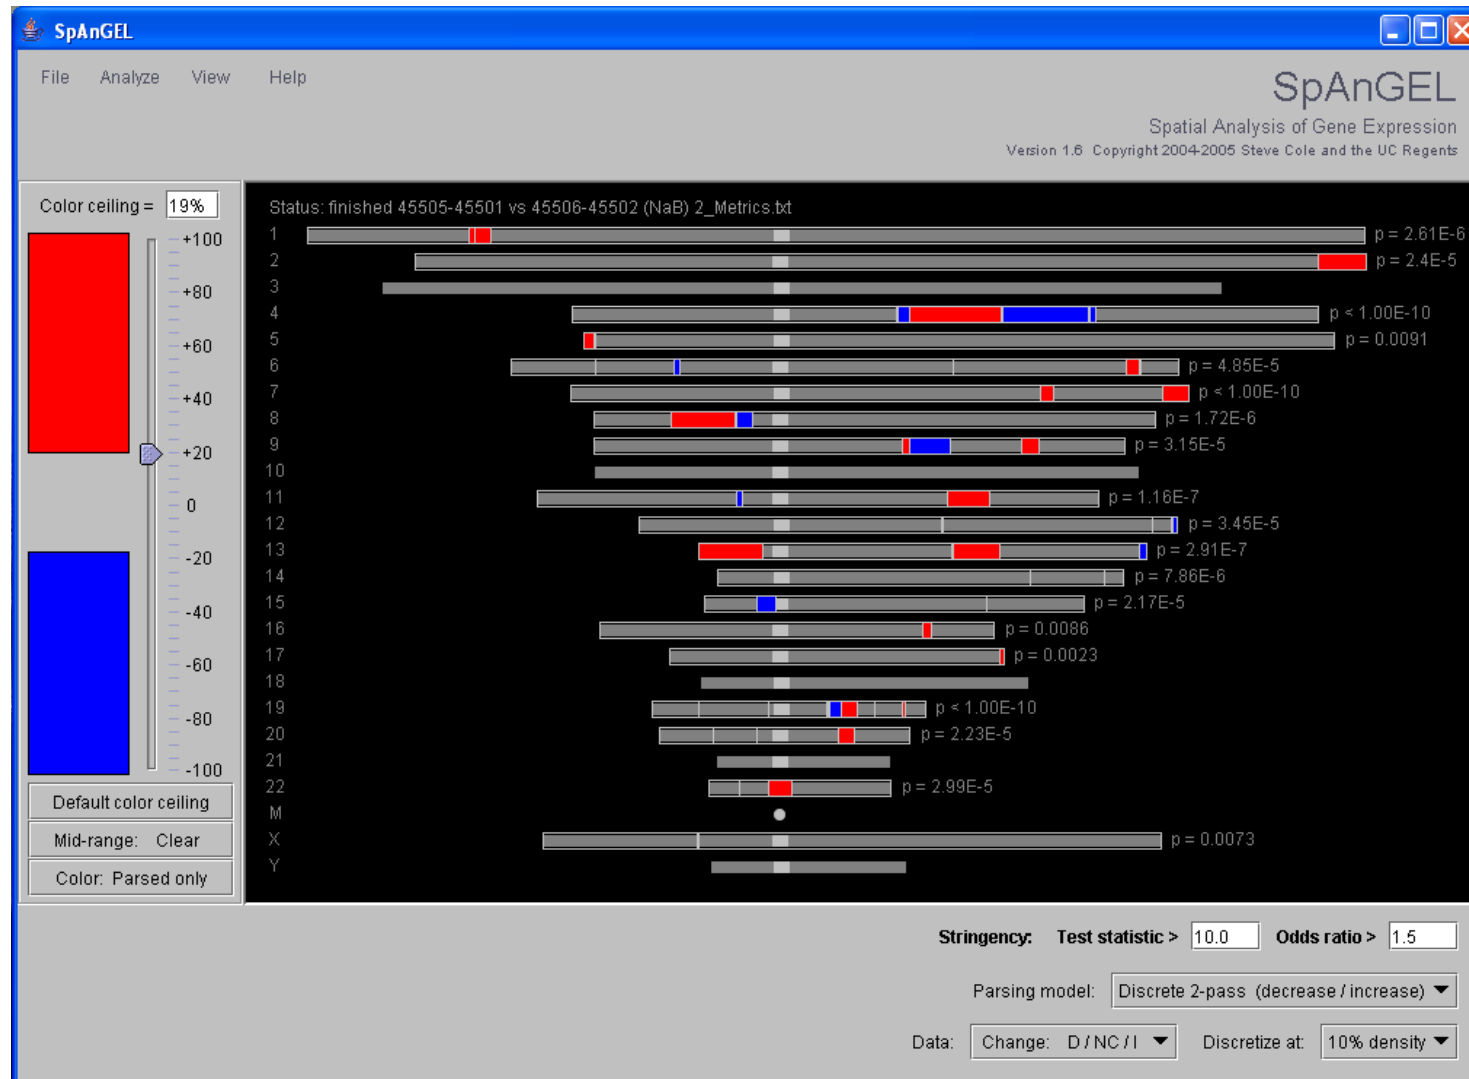 SpAnGEL
File Analyze View Help
SpAnGEL
Spatial Analysis of Gene Expression
Version 1.6 Copyright 2004-2005 Steve Cole and the UC Regents
Color ceiling = 19%
+100
+80
+60
+40
+20
0
-20
-40
-60
-80
-100
Default color ceiling
Mid-range: Clear
Color: Parsed only
Status: finished 45505-45501 vs 45506-45502 (NaB) 2_Metrics.txt
1 p = 2.61E-6
2 p = 2.4E-5
3
4 p < 1.00E-10
5 p = 0.0091
6 p = 4.85E-5
7 p < 1.00E-10
8 p = 1.72E-6
9 p = 3.15E-5
10
11 p = 1.16E-7
12 p = 3.45E-5
13 p = 2.91E-7
14 p = 7.86E-6
15 p = 2.17E-5
16 p = 0.0086
17 p = 0.0023
18
19 p < 1.00E-10
20 p = 2.23E-5
21
22 p = 2.99E-5
M
X p = 0.0073
Y
Stringency: Test statistic > 10.0 Odds ratio > 1.5
Parsing model: Discrete 2-pass (decrease / increase)
Data: Change: D / NC / I Discretize at: 10% density